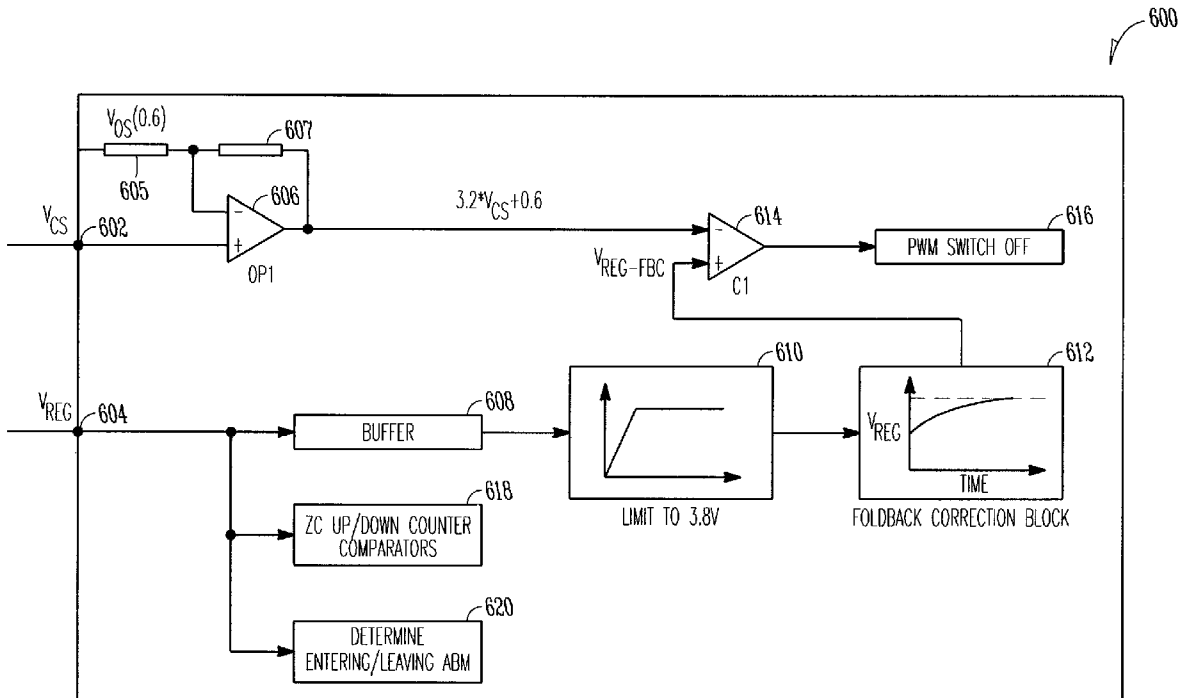 600
V_OS(0.6)
607
605
606
-
+
OP1
V_CS
602
3.2*V_CS+0.6
614
-
+
C1
V_REG-FBC
616
PWM SWITCH OFF
V_REG
604
608
BUFFER
610
LIMIT TO 3.8V
612
V_REG
TIME
FOLDBACK CORRECTION BLOCK
618
ZC UP/DOWN COUNTER
COMPARATORS
620
DETERMINE
ENTERING/LEAVING ABM